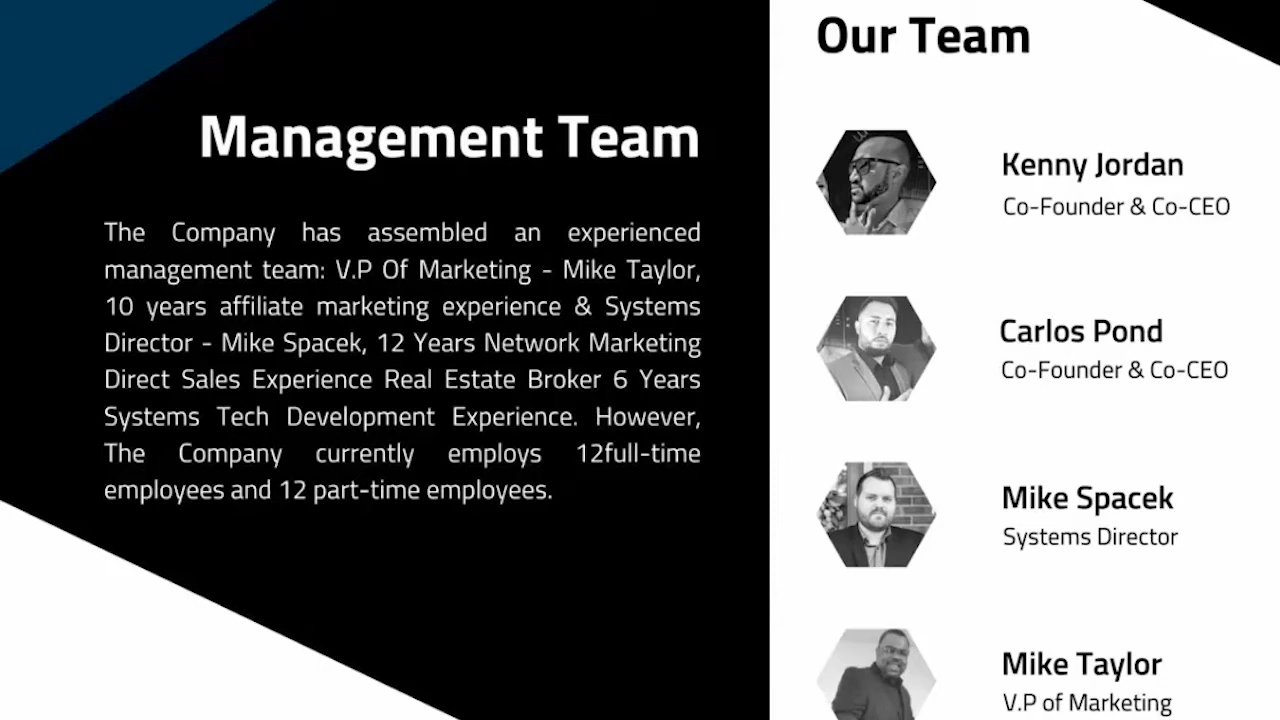 Management Team
The Company has assembled an experienced
management team: V.P Of Marketing - Mike Taylor,
10 years affiliate marketing experience & Systems
Director - Mike Spacek, 12 Years Network Marketing
Direct Sales Experience Real Estate Broker 6 Years
Systems Tech Development Experience. However,
The Company currently employs 12full-time
employees and 12 part-time employees.
Our Team
Kenny Jordan
Co-Founder & Co-CEO
Carlos Pond
Co-Founder & Co-CEO
Mike Spacek
Systems Director
Mike Taylor
V.P of Marketing